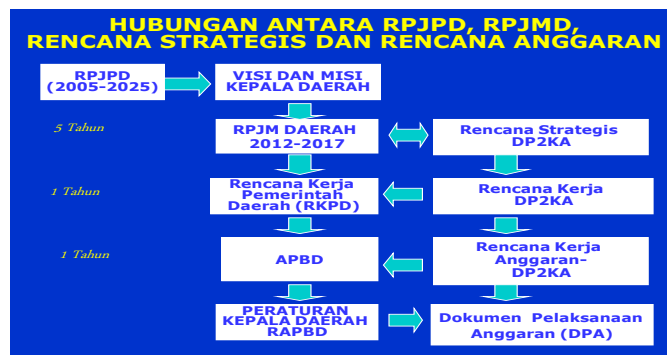 HUBUNGAN ANTARA RPJPD, RPJMD,
RENCANA STRATEGIS DAN RENCANA ANGGARAN
RPJPD
(2005-2025)
VISI DAN MISI
KEPALA DAERAH
5 Tahun
RPJM DAERAH
2012-2017
Rencana Strategis
DP2KA
1 Tahun
Rencana Kerja
Pemerintah
Daerah (RKPD)
Rencana Kerja
DP2KA
1 Tahun
APBD
Rencana Kerja
Anggaran-
DP2KA
PERATURAN
KEPALA DAERAH
RAPBD
Dokumen Pelaksanaan
Anggaran (DPA)